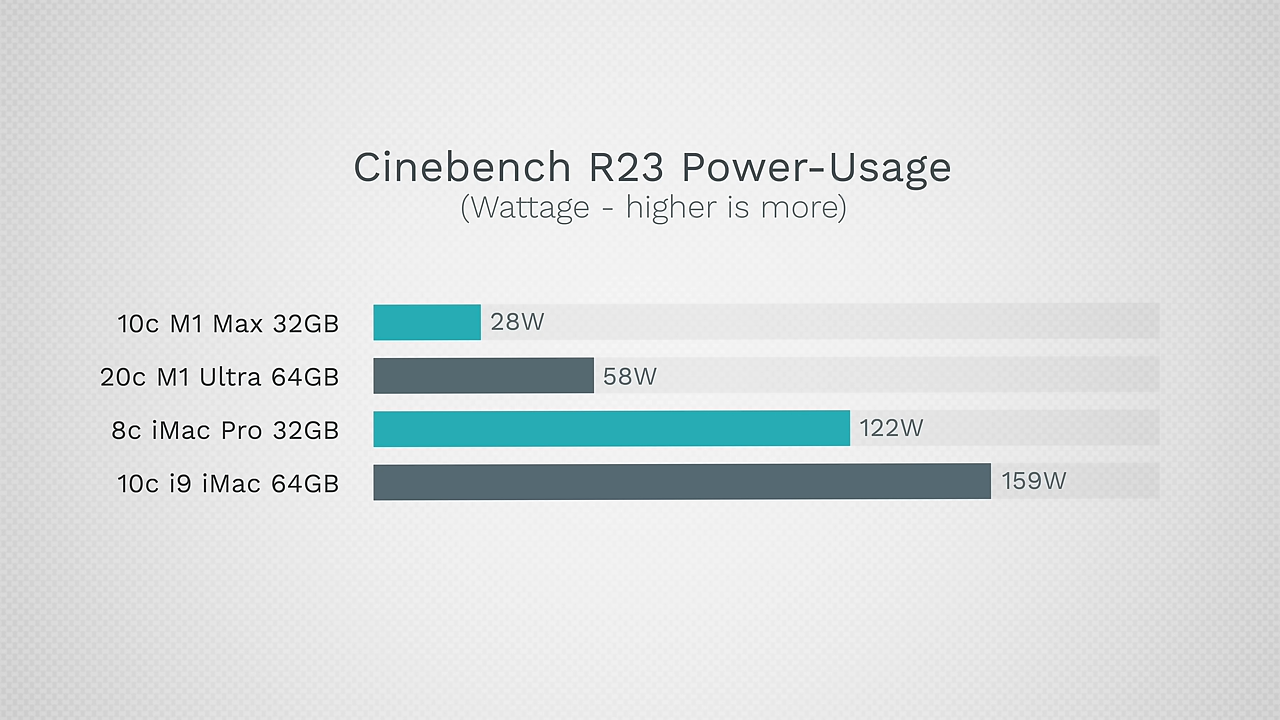 Cinebench R23 Power-Usage
(Wattage - higher is more)
10c M1 Max 32GB 28W
20c M1 Ultra 64GB 58W
8c iMac Pro 32GB 122W
10c i9 iMac 64GB 159W